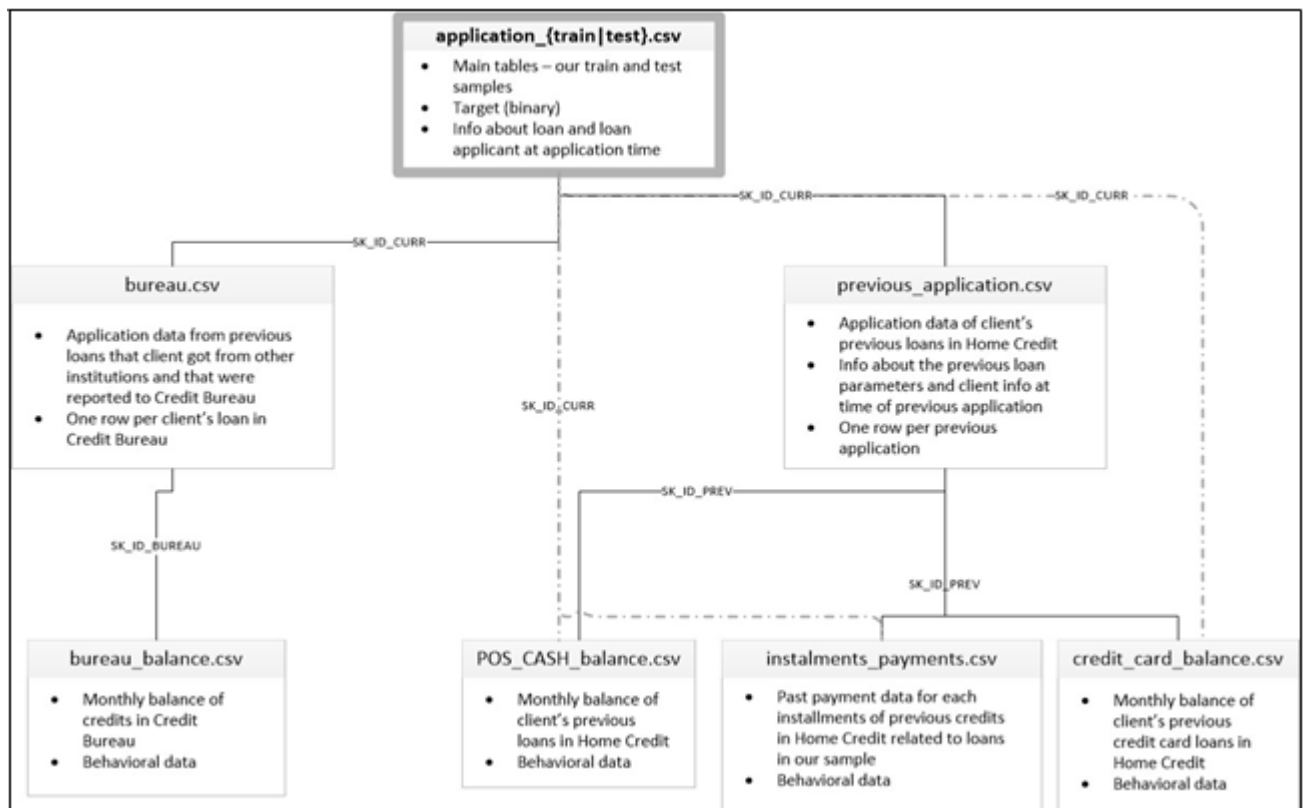 application_{train|test}.csv
• Main tables – our train and test
samples
• Target (binary)
• Info about loan and loan
applicant at application time
SK_ID_CURR
SK_ID_CURR
SK_ID_CURR
bureau.csv
• Application data from previous
loans that client got from other
institutions and that were
reported to Credit Bureau
• One row per client's loan in
Credit Bureau
previous_application.csv
• Application data of client's
previous loans in Home Credit
• Info about the previous loan
parameters and client info at
time of previous application
• One row per previous
application
SK_ID_CURR
SK_ID_PREV
SK_ID_BUREAU
SK_ID_PREV
bureau_balance.csv
• Monthly balance of
credits in Credit
Bureau
• Behavioral data
POS_CASH_balance.csv
• Monthly balance of
client's previous
loans in Home Credit
• Behavioral data
instalments_payments.csv
• Past payment data for each
installments of previous credits
in Home Credit related to loans
in our sample
• Behavioral data
credit_card_balance.csv
• Monthly balance of
client's previous
credit card loans in
Home Credit
• Behavioral data